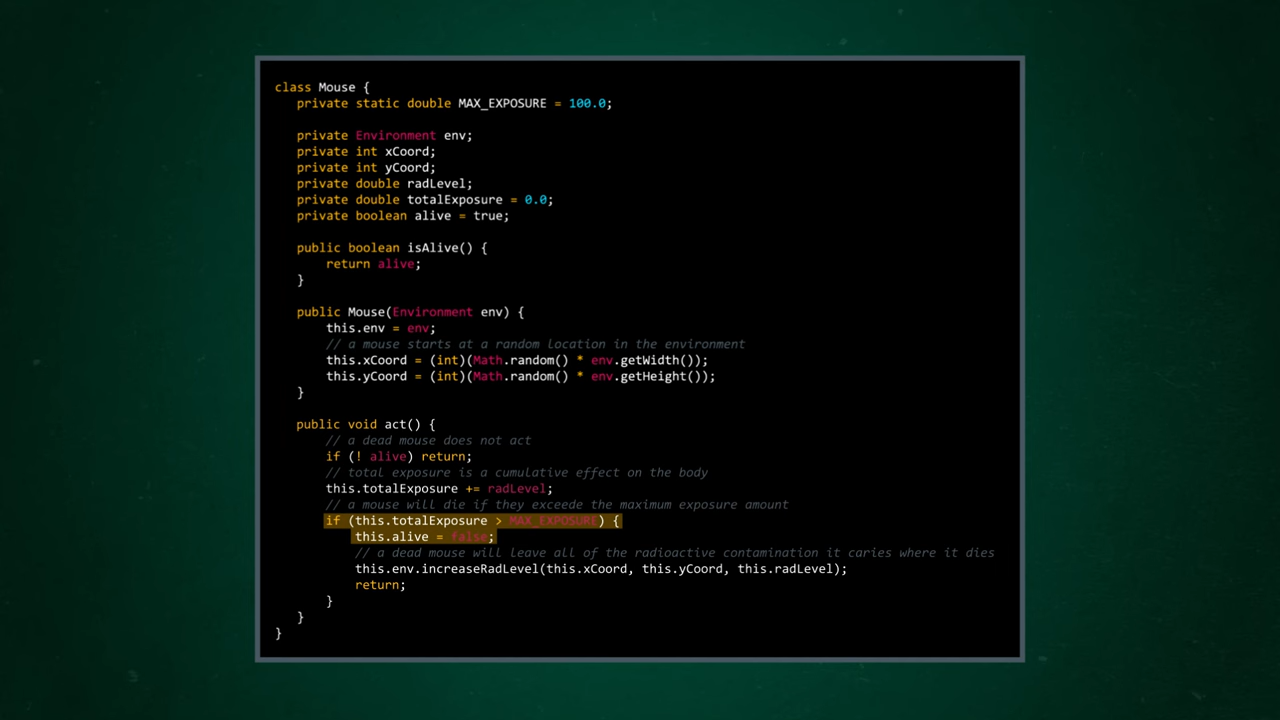 class Mouse {
private static double MAX_EXPOSURE = 100.0;
private Environment env;
private int xCoord;
private int yCoord;
private double radLevel;
private double totalExposure = 0.0;
private boolean alive = true;
public boolean isAlive() {
return alive;
}
public Mouse(Environment env) {
this.env = env;
// a mouse starts at a random location in the environment
this.xCoord = (int)(Math.random() * env.getWidth());
this.yCoord = (int)(Math.random() * env.getHeight());
}
public void act() {
// a dead mouse does not act
if (! alive) return;
// total exposure is a cumulative effect on the body
this.totalExposure += radLevel;
// a mouse will die if they exceede the maximum exposure amount
if (this.totalExposure > MAX_EXPOSURE) {
this.alive = false;
// a dead mouse will leave all of the radioactive contamination it caries where it dies
this.env.increaseRadLevel(this.xCoord, this.yCoord, this.radLevel);
return;
}
}
}